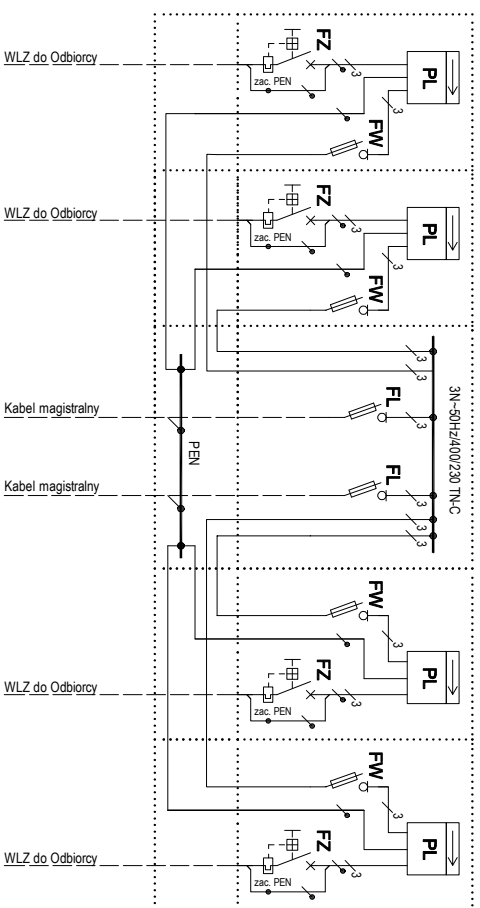 WLZ do Odbiorcy
FZ
zac. PEN
3
3
PL
FW
WLZ do Odbiorcy
FZ
zac. PEN
3
3
PL
FW
3
3
3N~50Hz/400/230 TN-C
Kabel magistralny
FL
3
PEN
Kabel magistralny
FL
3
3
3
FW
3
PL
WLZ do Odbiorcy
FZ
zac. PEN
3
FW
3
PL
WLZ do Odbiorcy
FZ
zac. PEN
3